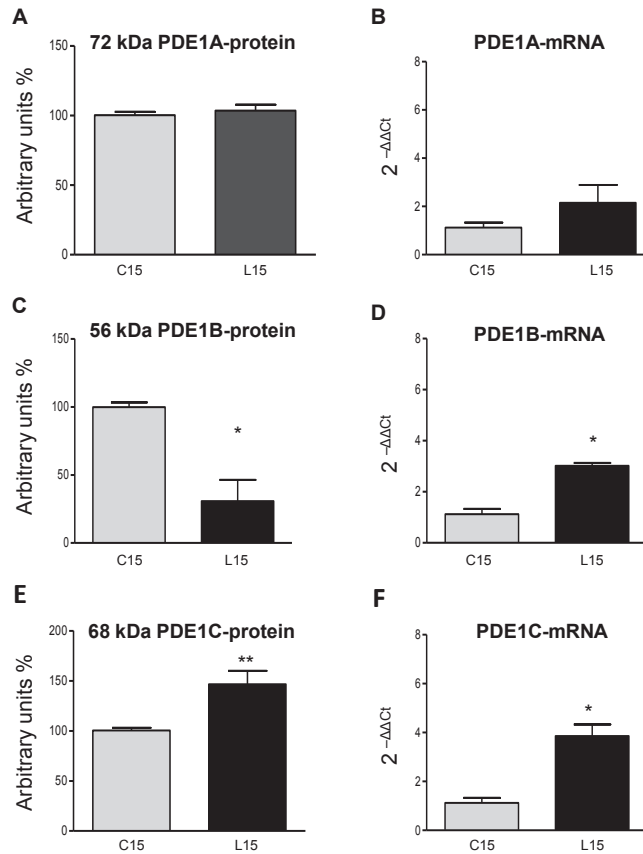 A
72 kDa PDE1A-protein
Arbitrary units %
150
100
50
0
C15 L15
B
PDE1A-mRNA
2 −ΔΔCt
8
6
4
2
0
C15 L15
C
56 kDa PDE1B-protein
Arbitrary units %
150
100
50
0
*
C15 L15
D
PDE1B-mRNA
2 −ΔΔCt
8
6
4
2
0
*
C15 L15
E
68 kDa PDE1C-protein
Arbitrary units %
200
150
100
50
0
**
C15 L15
F
PDE1C-mRNA
2 −ΔΔCt
8
6
4
2
0
*
C15 L15